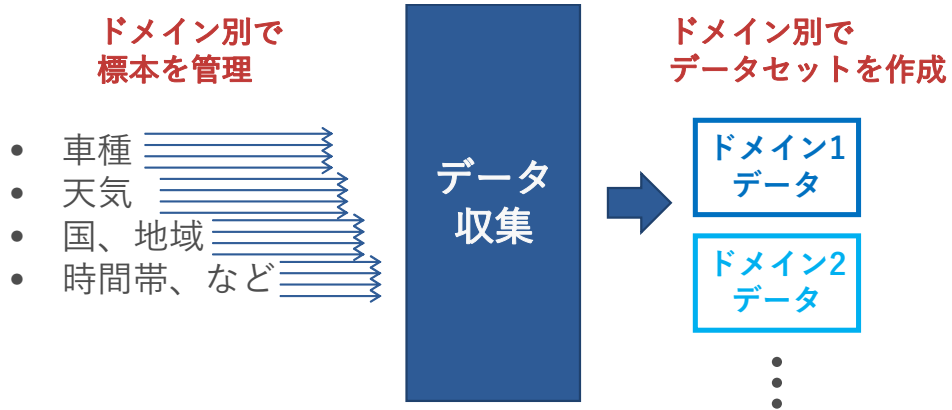 ドメイン別で
標本を管理
• 車種
• 天気
• 国、地域
• 時間帯、など
データ
収集
ドメイン別で
データセットを作成
ドメイン1
データ
ドメイン2
データ